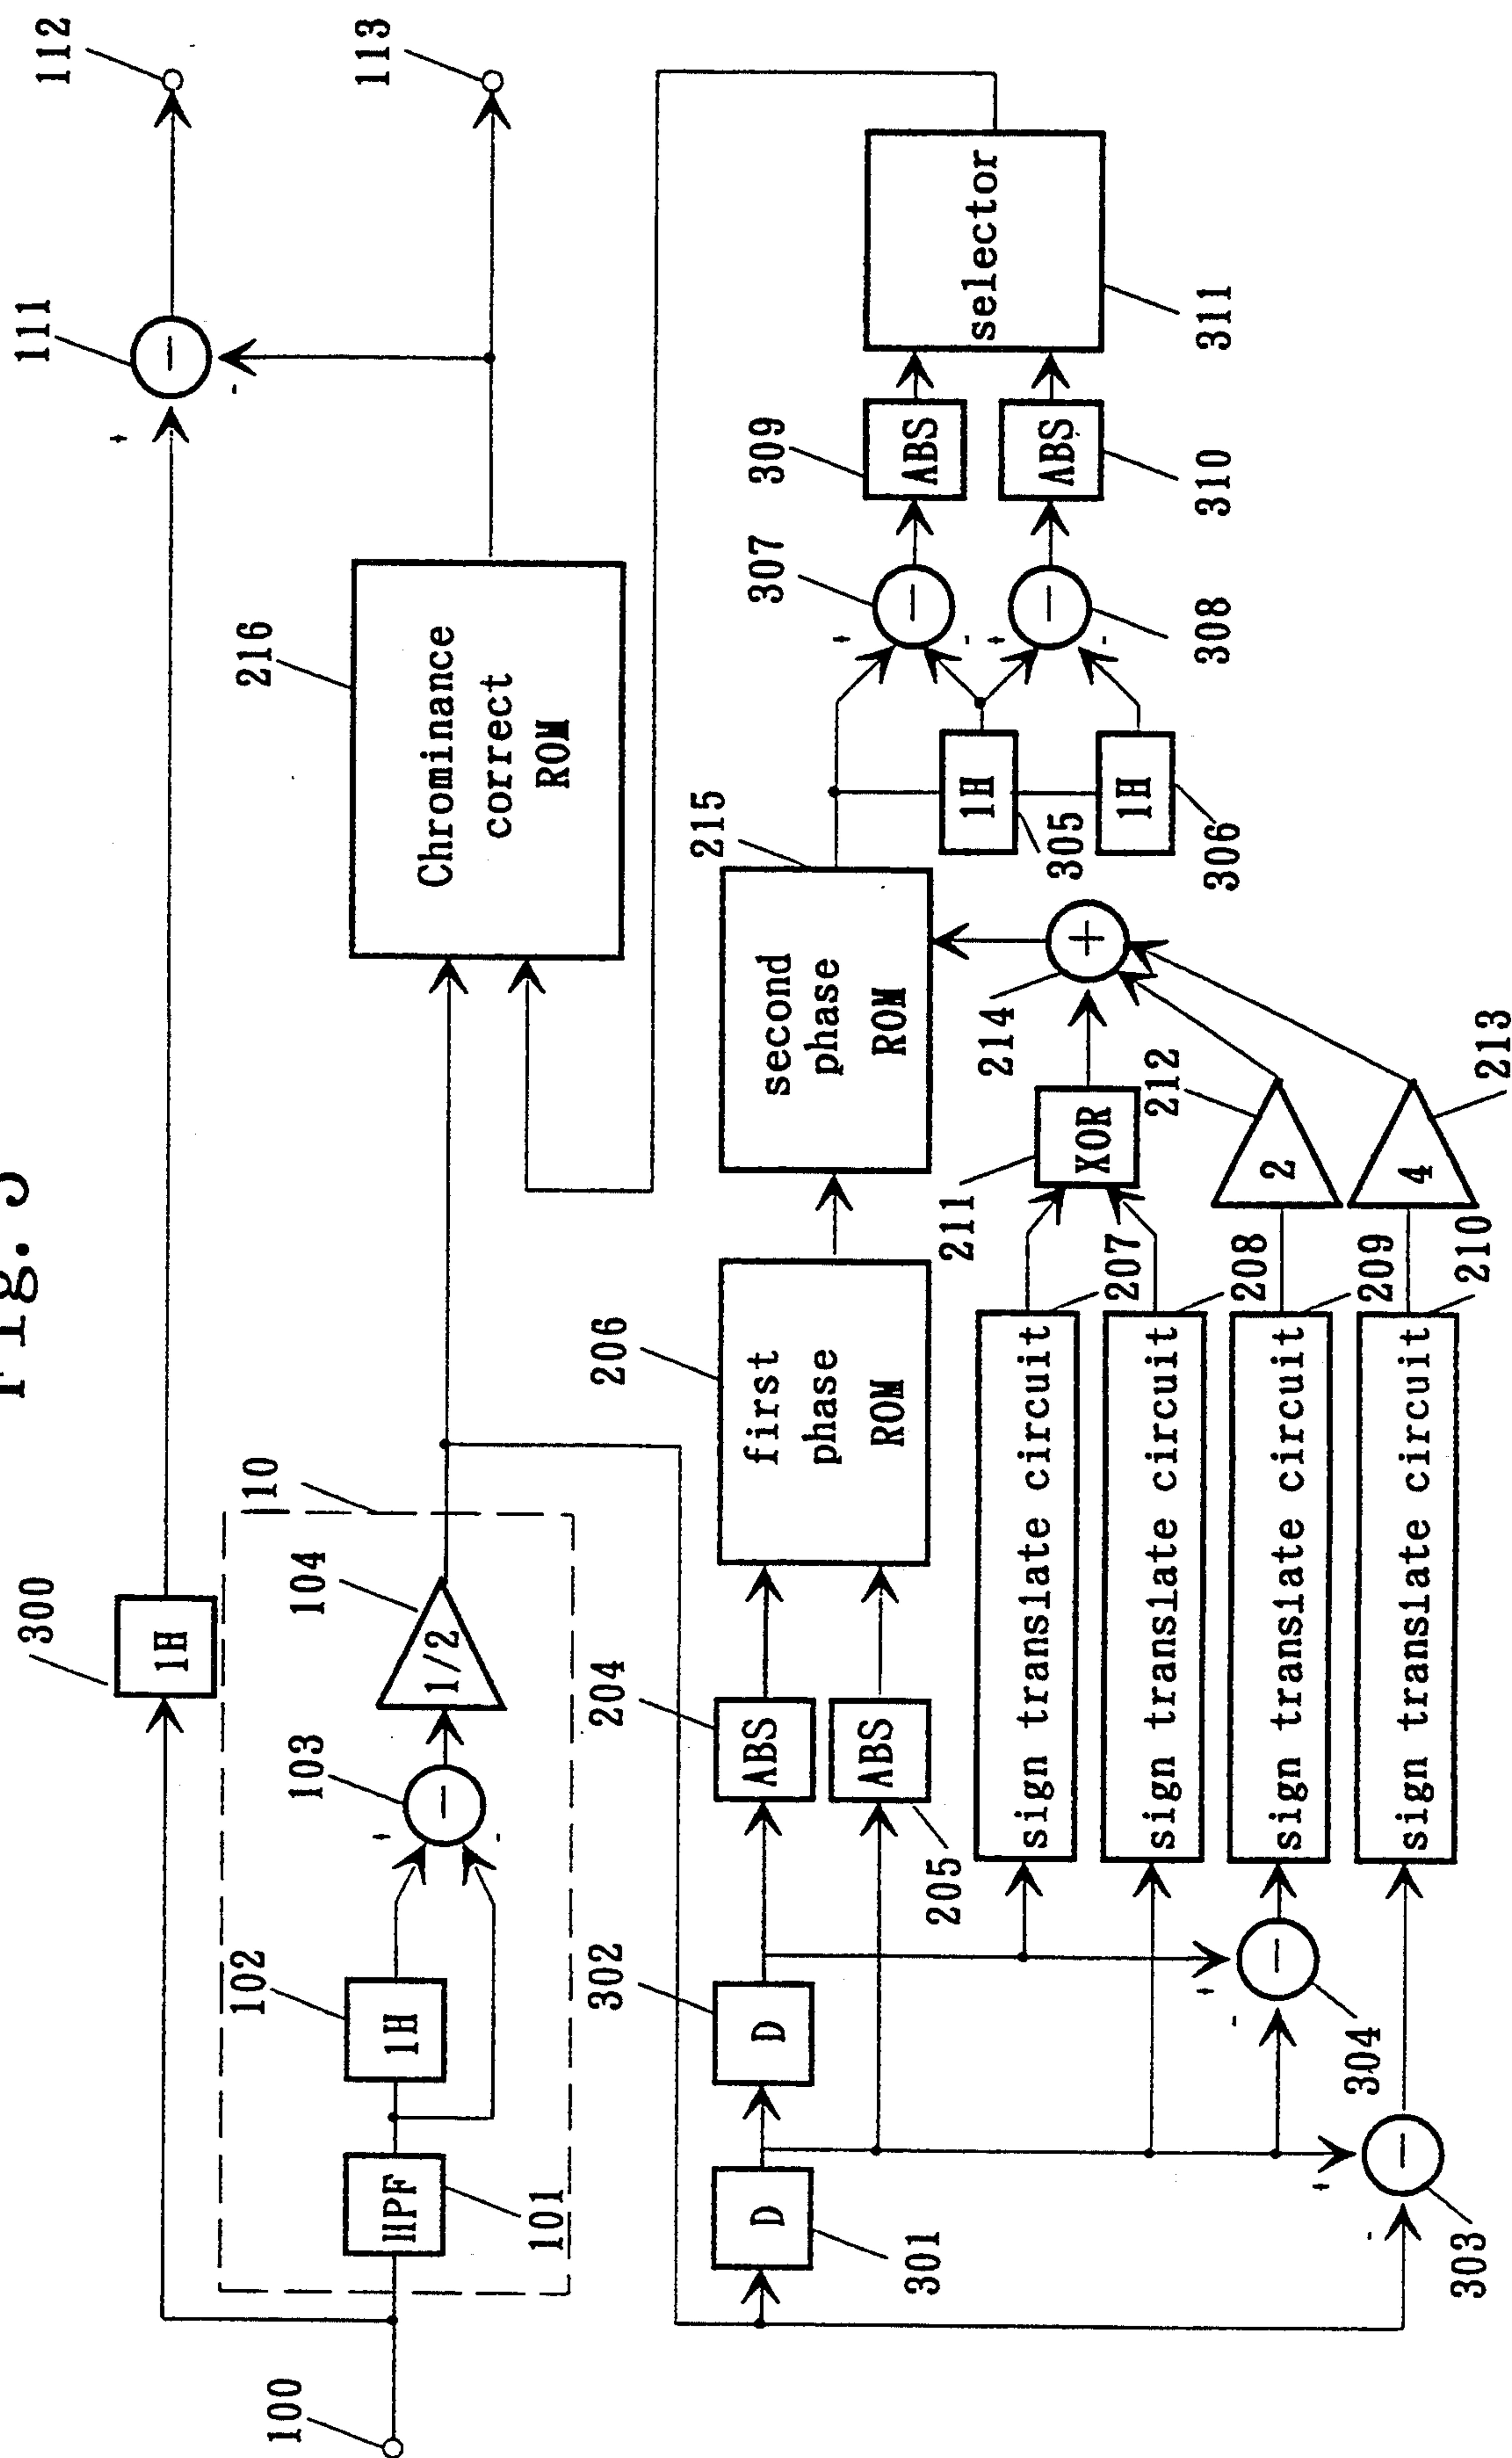 Fig.
300
111
112
1H
+
-
10
100
HPF
101
102
1H
103
+
-
1/2
104
216
Chrominance
correct
ROM
113
301
D
302
D
204
ABS
205
ABS
206
first
phase
ROM
215
second
phase
ROM
1H
305
1H
306
307
+
-
308
+
-
309
ABS
310
ABS
selector
311
207
sign translate circuit
208
sign translate circuit
209
sign translate circuit
210
sign translate circuit
211
XOR
212
2
213
4
214
+
304
+
-
303
+
-